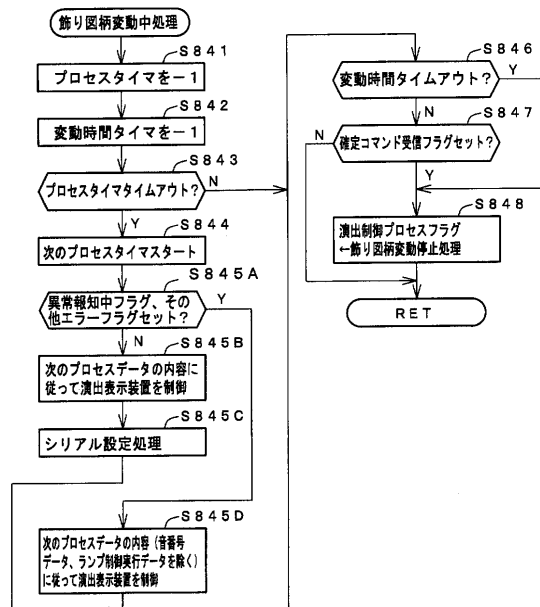 飾り図柄変動中処理
S841
プロセスタイマを－1
S842
変動時間タイマを－1
S843
プロセスタイマタイムアウト？
N
Y
S844
次のプロセスタイマスタート
S845A
異常報知中フラグ、その
他エラーフラグセット？
Y
N
S845B
次のプロセスデータの内容に
従って演出表示装置を制御
S845C
シリアル設定処理
S845D
次のプロセスデータの内容（音番号
データ、ランプ制御実行データを除く）
に従って演出表示装置を制御
S846
変動時間タイムアウト？
Y
N
S847
確定コマンド受信フラグセット？
N
Y
S848
演出制御プロセスフラグ
←飾り図柄変動停止処理
RET